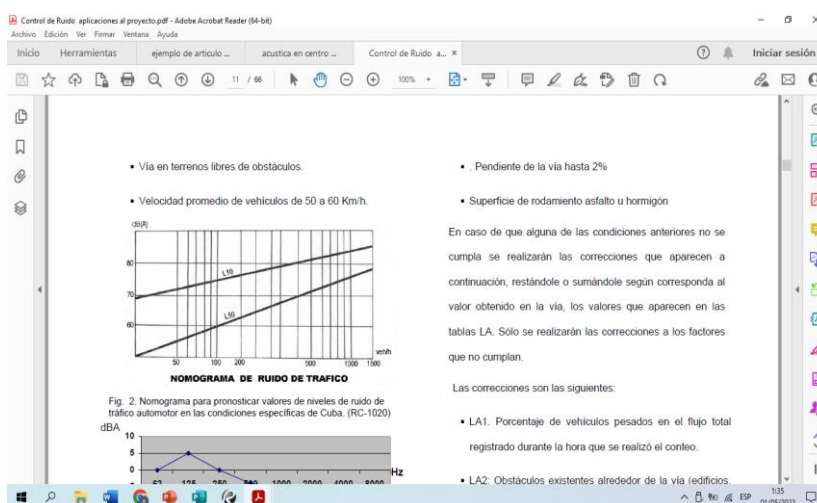 Control de Ruido aplicaciones al proyecto.pdf - Adobe Acrobat Reader (64-bit)
Archivo Edición Ver Firmar Ventana Ayuda
Inicio Herramientas ejemplo de articulo ... acustica en centro ... Control de Ruido a... × Iniciar sesión
11 / 66 100%
▪ Vía en terrenos libres de obstáculos.
▪ Velocidad promedio de vehículos de 50 a 60 Km/h.
dB[A]
80
70
60
L10
L50
50 100 200 500 1000 1500
veh/h
NOMOGRAMA DE RUIDO DE TRAFICO
Fig. 2. Nomograma para pronosticar valores de niveles de ruido de
tráfico automotor en las condiciones específicas de Cuba. (RC-1020)
dBA
10
5
0
63 125 250 500 1000 2000 4000 8000 Hz
▪ . Pendiente de la vía hasta 2%
▪ Superficie de rodamiento asfalto u hormigón
En caso de que alguna de las condiciones anteriores no se
cumpla se realizarán las correcciones que aparecen a
continuación, restándole o sumándole según corresponda al
valor obtenido en la vía, los valores que aparecen en las
tablas LA. Sólo se realizarán las correcciones a los factores
que no cumplan.
Las correcciones son las siguientes:
▪ LA1. Porcentaje de vehículos pesados en el flujo total
registrado durante la hora que se realizó el conteo.
▪ LA2: Obstáculos existentes alrededor de la vía (edificios,
ESP
1:35
01/05/2022